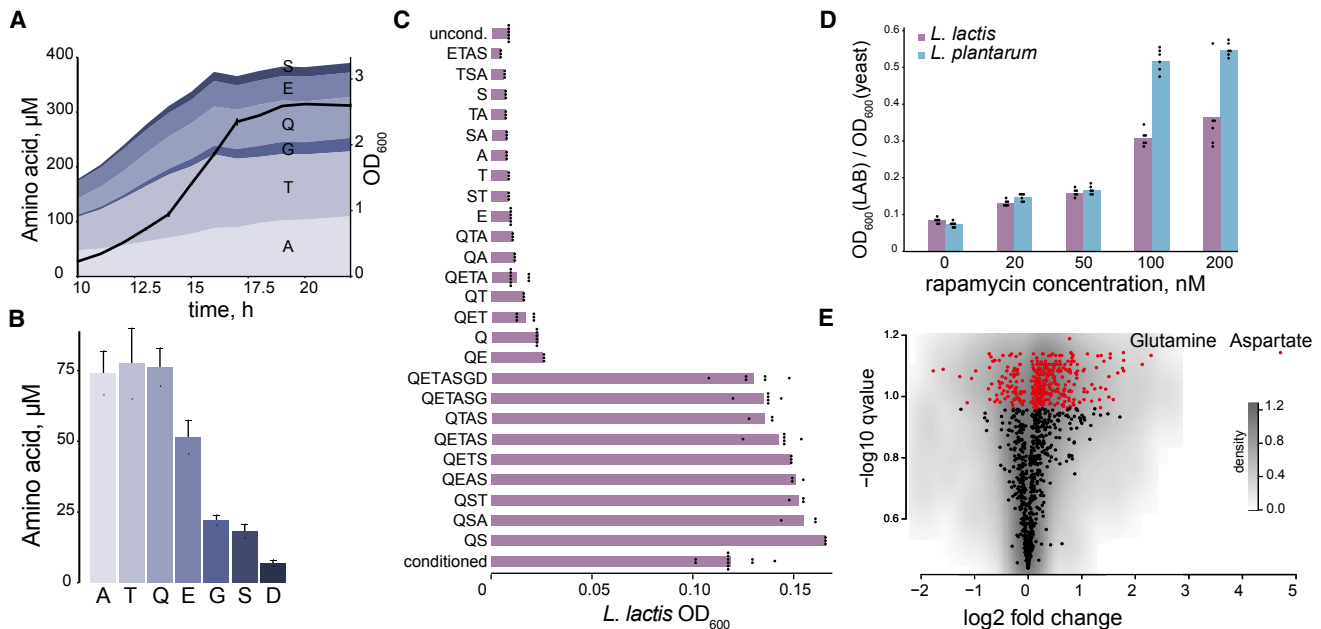 A
400
300
200
100
0
Amino acid, µM
S
E
Q
G
T
A
3
2
1
0
OD600
10
12.5
15
17.5
20
time, h
B
75
50
25
0
Amino acid, µM
A T Q E G S D
C
uncond.
ETAS
TSA
S
TA
SA
A
T
ST
E
QTA
QA
QETA
QT
QET
Q
QE
QETASGD
QETASG
QTAS
QETAS
QETS
QEAS
QST
QSA
QS
conditioned
0 0.05 0.10 0.15
L. lactis OD600
D
0.6
0.5
0.4
0.3
0.2
0.1
0
OD600(LAB) / OD600(yeast)
L. lactis
L. plantarum
0 20 50 100 200
rapamycin concentration, nM
E
1.2
1.0
0.8
0.6
−log10 qvalue
Glutamine Aspartate
density
1.2
0.8
0.4
0.0
−2 −1 0 1 2 3 4 5
log2 fold change